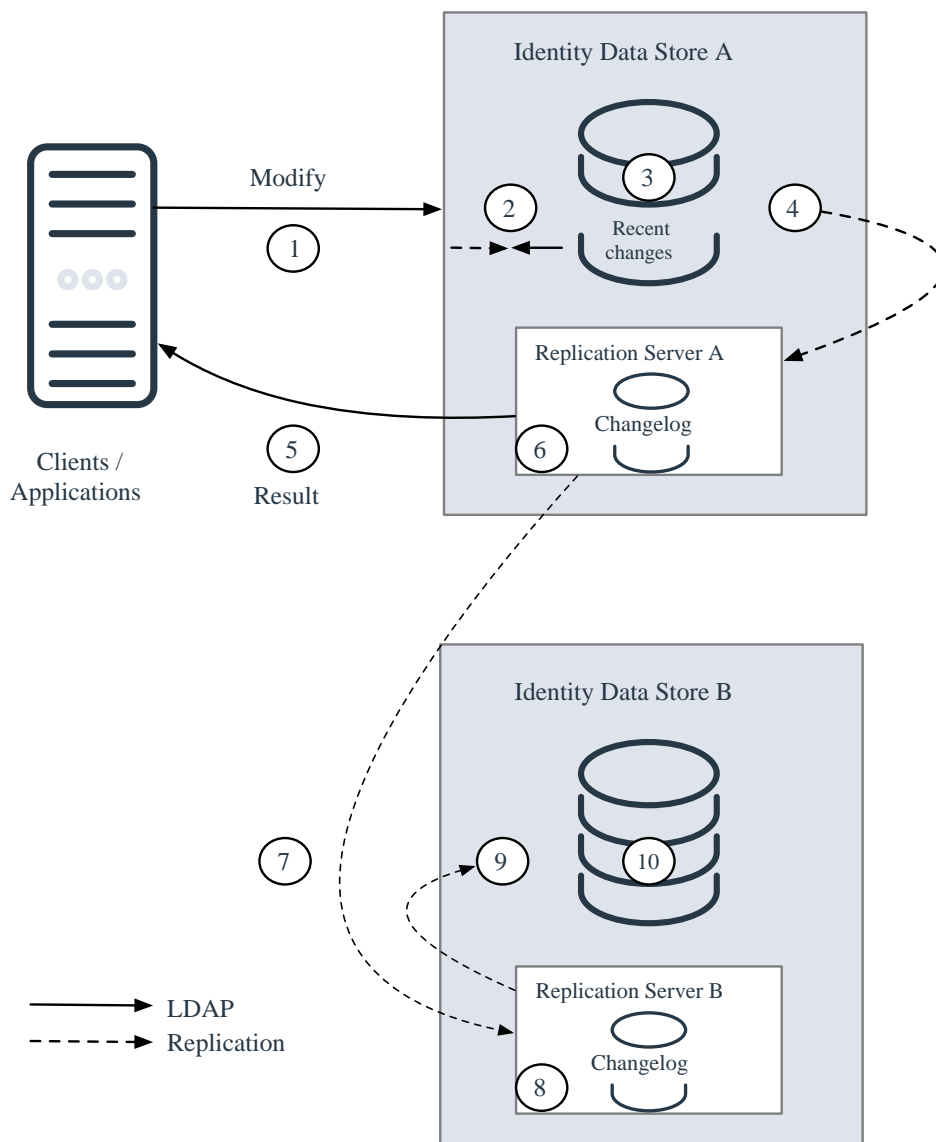 Identity Data Store A
Modify
1
2
3
4
Recent
changes
Replication Server A
Changelog
5
6
Clients /
Applications
Result
Identity Data Store B
7
9
10
Replication Server B
Changelog
8
LDAP
Replication